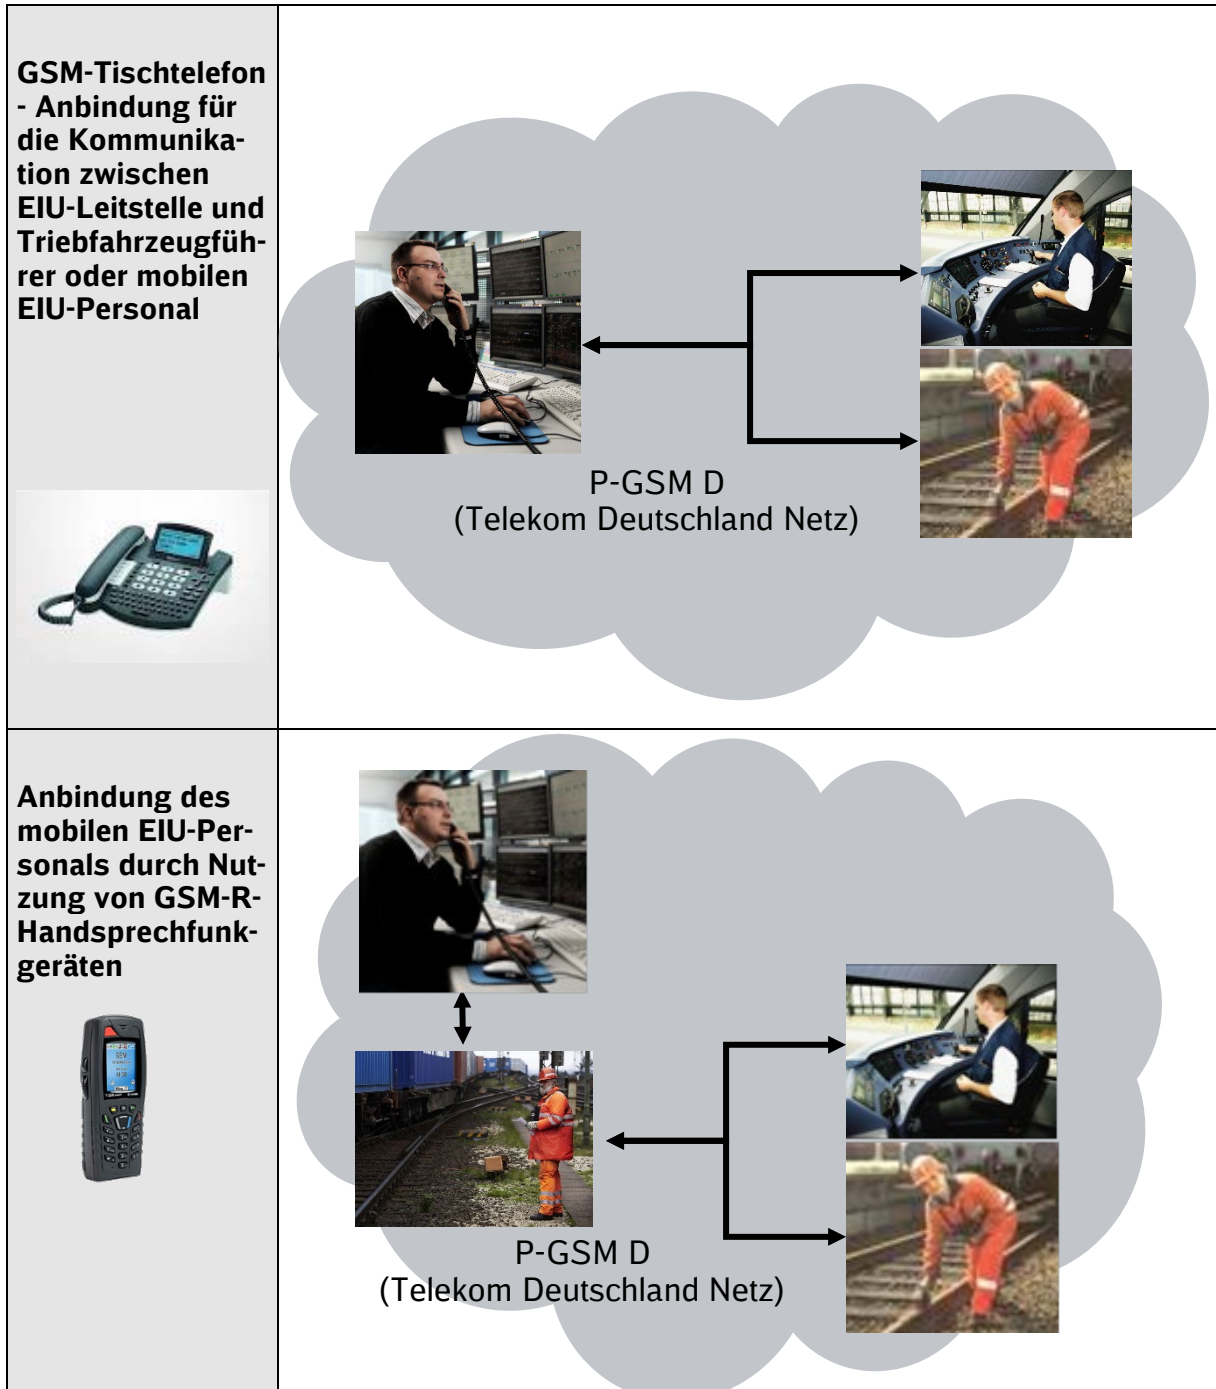 GSM-Tischtelefon
- Anbindung für
die Kommunika-
tion zwischen
EIU-Leitstelle und
Triebfahrzeugfüh-
rer oder mobilen
EIU-Personal
P-GSM D
(Telekom Deutschland Netz)
Anbindung des
mobilen EIU-Per-
sonals durch Nut-
zung von GSM-R-
Handsprechfunk-
geräten
P-GSM D
(Telekom Deutschland Netz)